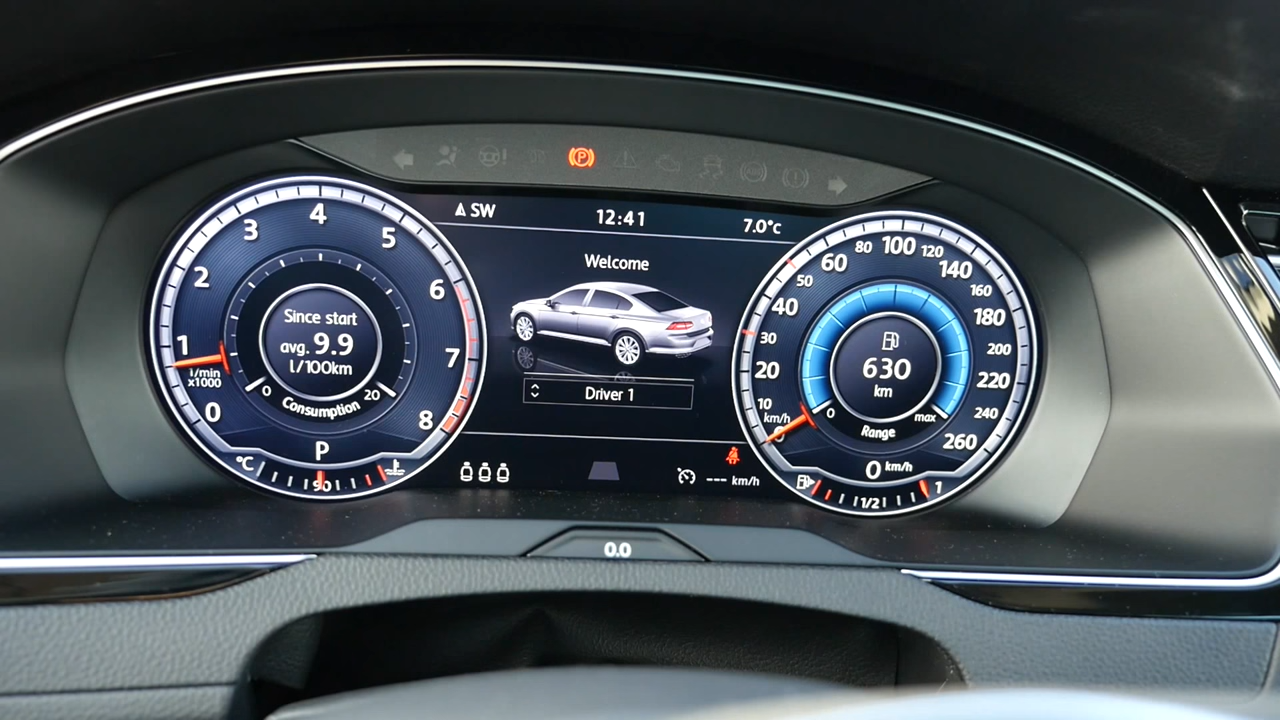 SW 12:41 7.0°C
Welcome
Driver 1
0 1 2 3 4 5 6 7 8
1/min
x1000
Since start
avg. 9.9
l/100km
0 20
Consumption
P
°C 90
0 10 20 30 40 50 60 80 100 120 140 160 180 200 220 240 260
km/h
630
km
0 max
Range
0 km/h
1/2 1
--- km/h
0.0